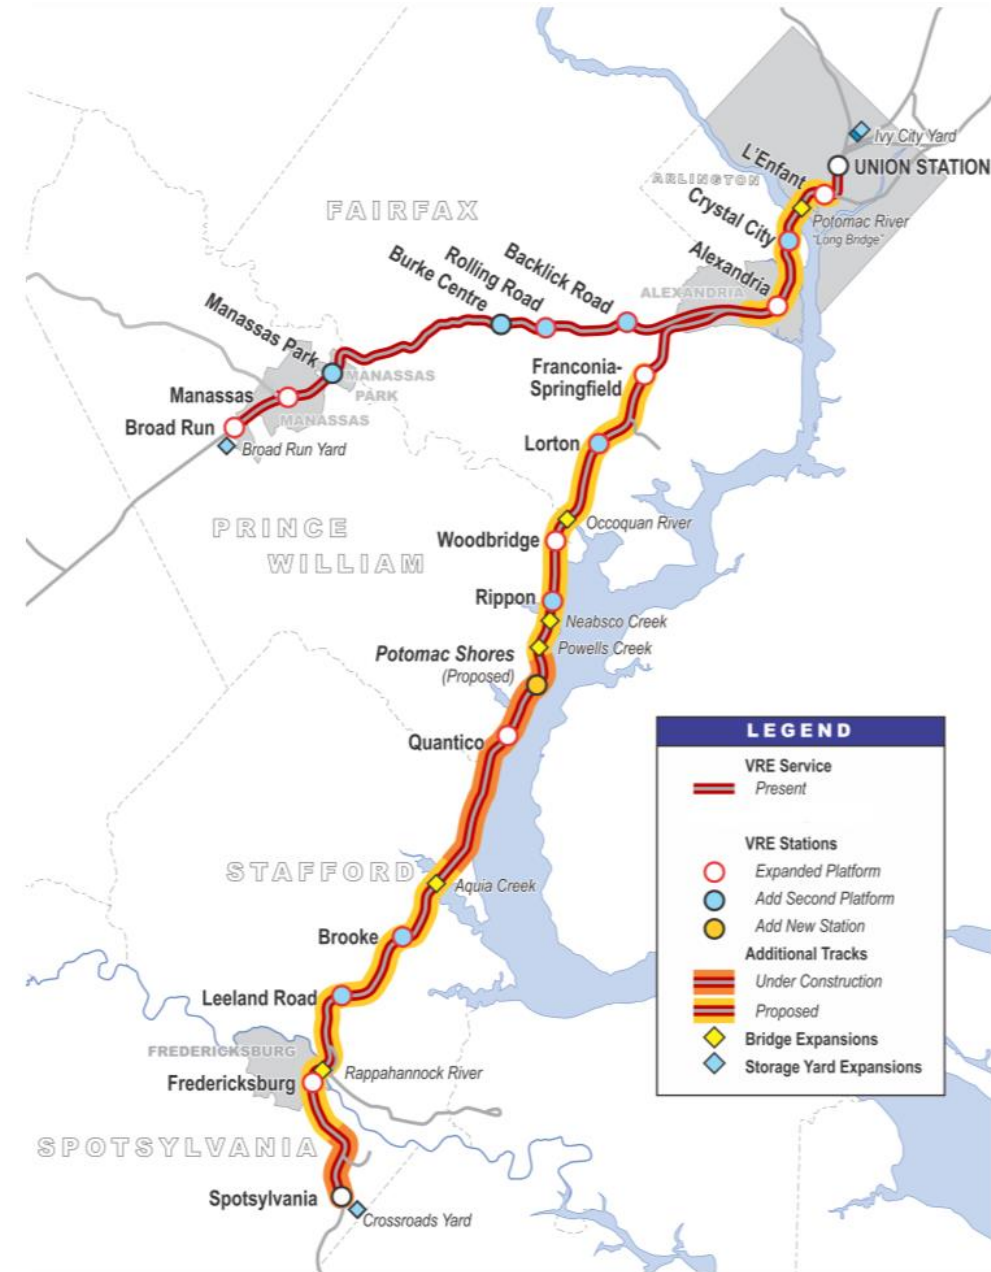 Ivy City Yard
UNION STATION
L'Enfant
ARLINGTON
Crystal City
Potomac River
"Long Bridge"
FAIRFAX
Alexandria
ALEXANDRIA
Backlick Road
Rolling Road
Burke Centre
Manassas Park
MANASSAS
PARK
Manassas
MANASSAS
Broad Run
Broad Run Yard
Franconia-
Springfield
Lorton
PRINCE
WILLIAM
Occoquan River
Woodbridge
Rippon
Neabsco Creek
Powells Creek
Potomac Shores
(Proposed)
Quantico
STAFFORD
Aquia Creek
Brooke
Leeland Road
FREDERICKSBURG
Rappahannock River
Fredericksburg
SPOTSYLVANIA
Spotsylvania
Crossroads Yard
LEGEND
VRE Service
Present
VRE Stations
Expanded Platform
Add Second Platform
Add New Station
Additional Tracks
Under Construction
Proposed
Bridge Expansions
Storage Yard Expansions